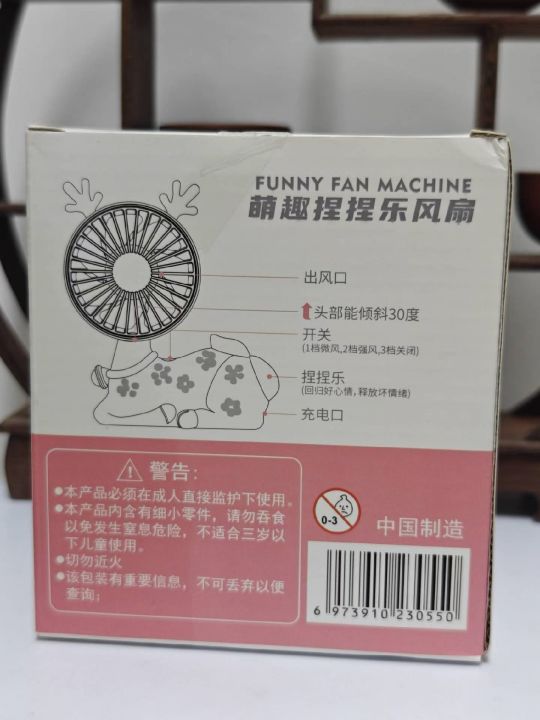 FUNNY FAN MACHINE
萌趣捏捏乐风扇
出风口
头部能倾斜30度
开关
(1档微风,2档强风,3档关闭)
捏捏乐
(回归好心情,释放坏情绪)
充电口
警告:
●本产品必须在成人直接监护下使用。
●本产品内含有细小零件，请勿吞食
以免发生窒息危险，不适合三岁以
下儿童使用。
●切勿近火
●该包装有重要信息，不可丢弃以便
查询;
0-3
中国制造
6 973910 230550